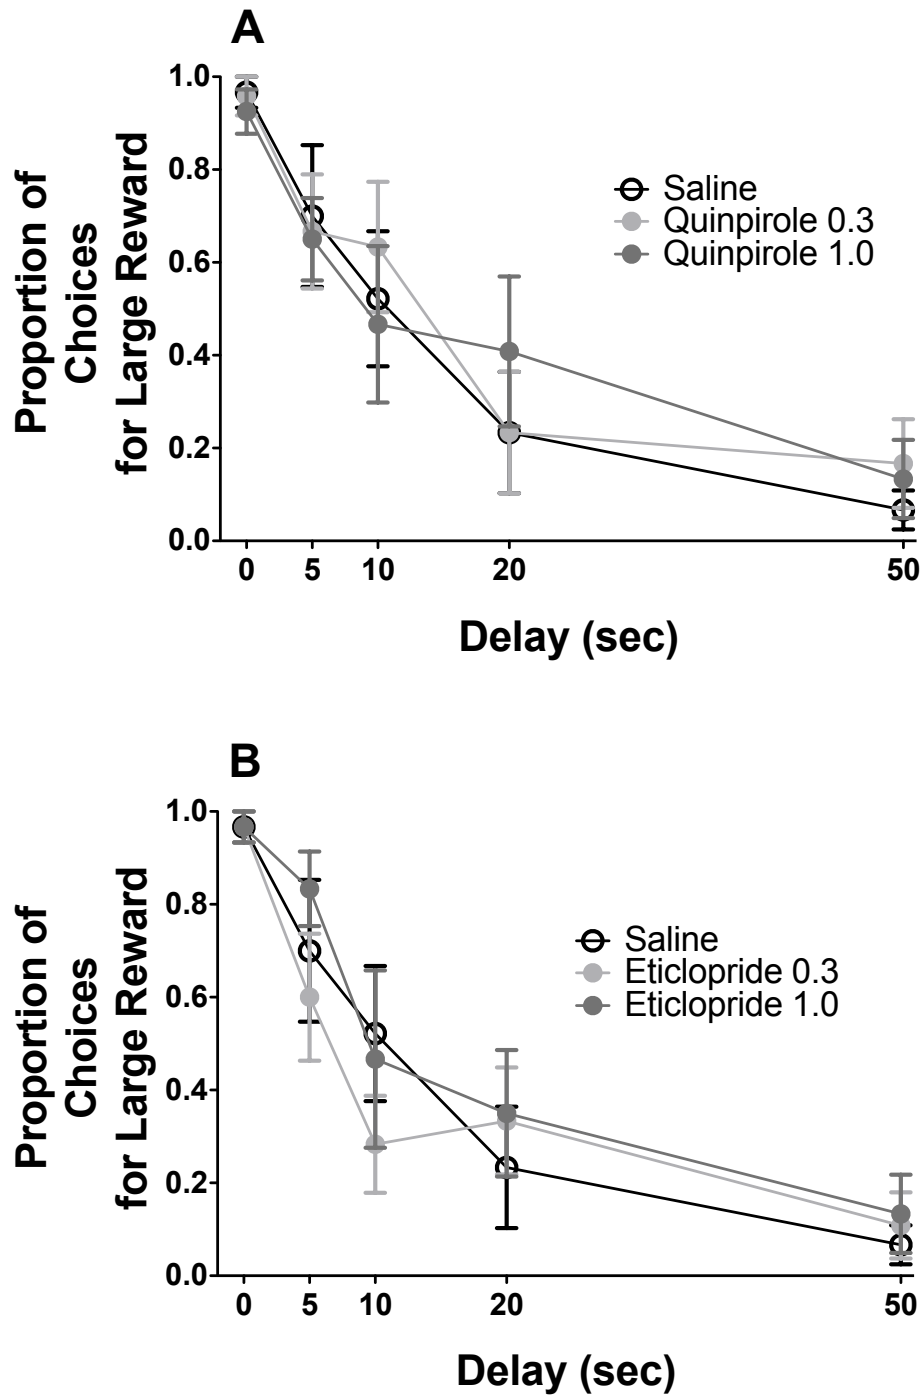 A
Proportion of
Choices
for Large Reward
1.0
0.8
0.6
0.4
0.2
0.0
Saline
Quinpirole 0.3
Quinpirole 1.0
0 5 10 20 50
Delay (sec)
B
Proportion of
Choices
for Large Reward
1.0
0.8
0.6
0.4
0.2
0.0
Saline
Eticlopride 0.3
Eticlopride 1.0
0 5 10 20 50
Delay (sec)